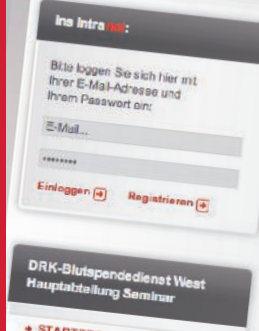 Ins Intranet:
Bitte loggen Sie sich hier mit
Ihrer E-Mail-Adresse und
Ihrem Passwort ein:
E-Mail...
••••••••
Einloggen Registrieren
DRK-Blutspendedienst West
Hauptabteilung Seminar